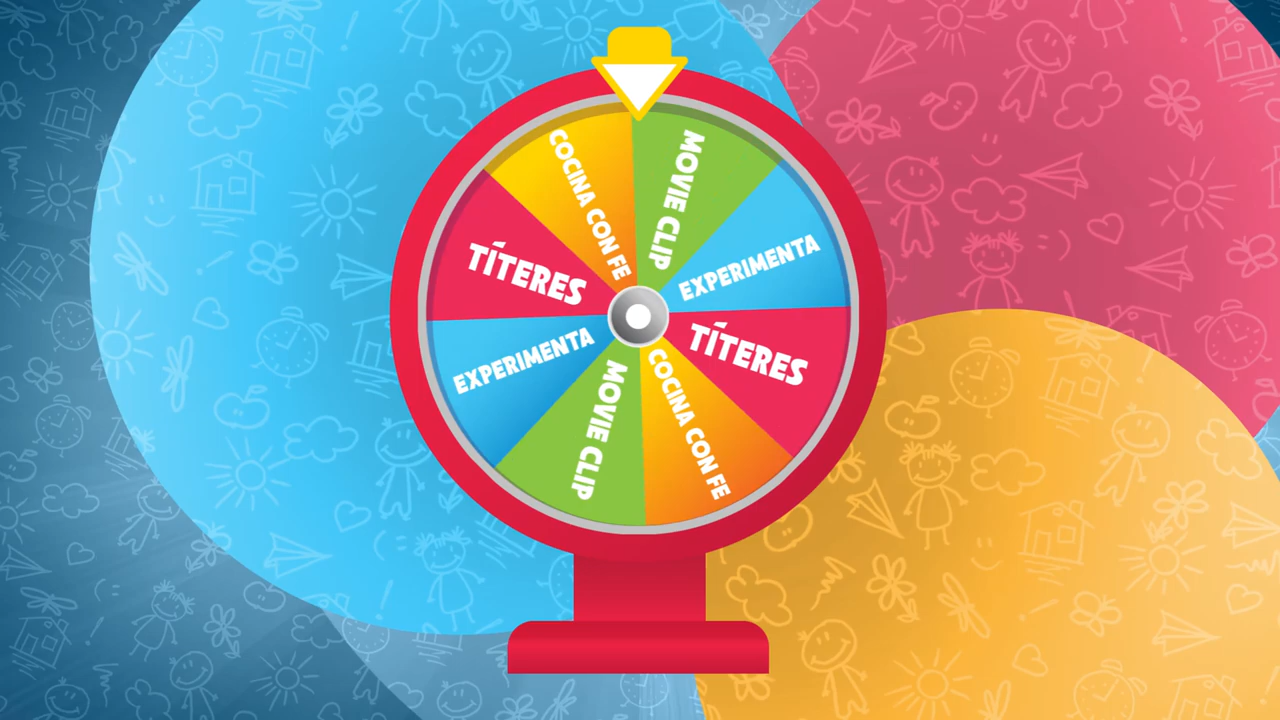 COCINA CON FE
MOVIE CLIP
TÍTERES
EXPERIMENTA
EXPERIMENTA
TÍTERES
MOVIE CLIP
COCINA CON FE